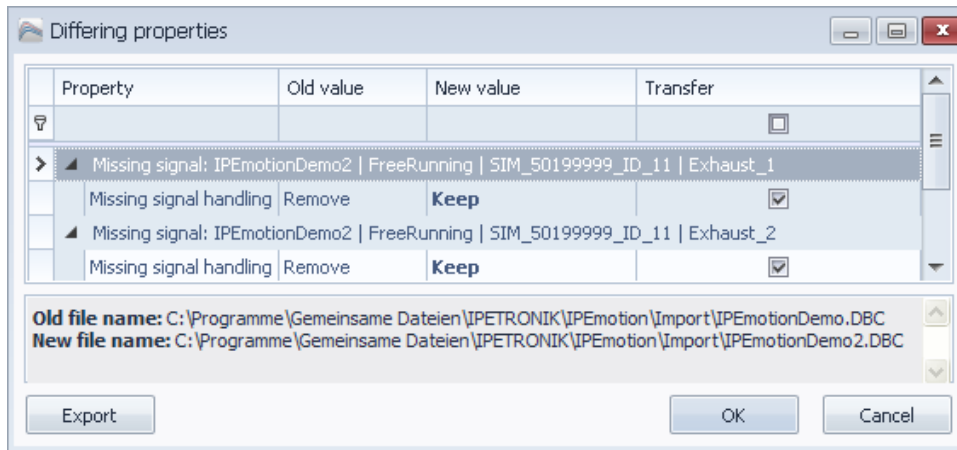 Differing properties
Property Old value New value Transfer
Missing signal: IPEmotionDemo2 | FreeRunning | SIM_50199999_ID_11 | Exhaust_1
Missing signal handling Remove Keep
Missing signal: IPEmotionDemo2 | FreeRunning | SIM_50199999_ID_11 | Exhaust_2
Missing signal handling Remove Keep
Old file name: C:\Programme\Gemeinsame Dateien\IPETRONIK\IPEmotion\Import\IPEmotionDemo.DBC
New file name: C:\Programme\Gemeinsame Dateien\IPETRONIK\IPEmotion\Import\IPEmotionDemo2.DBC
Export OK Cancel